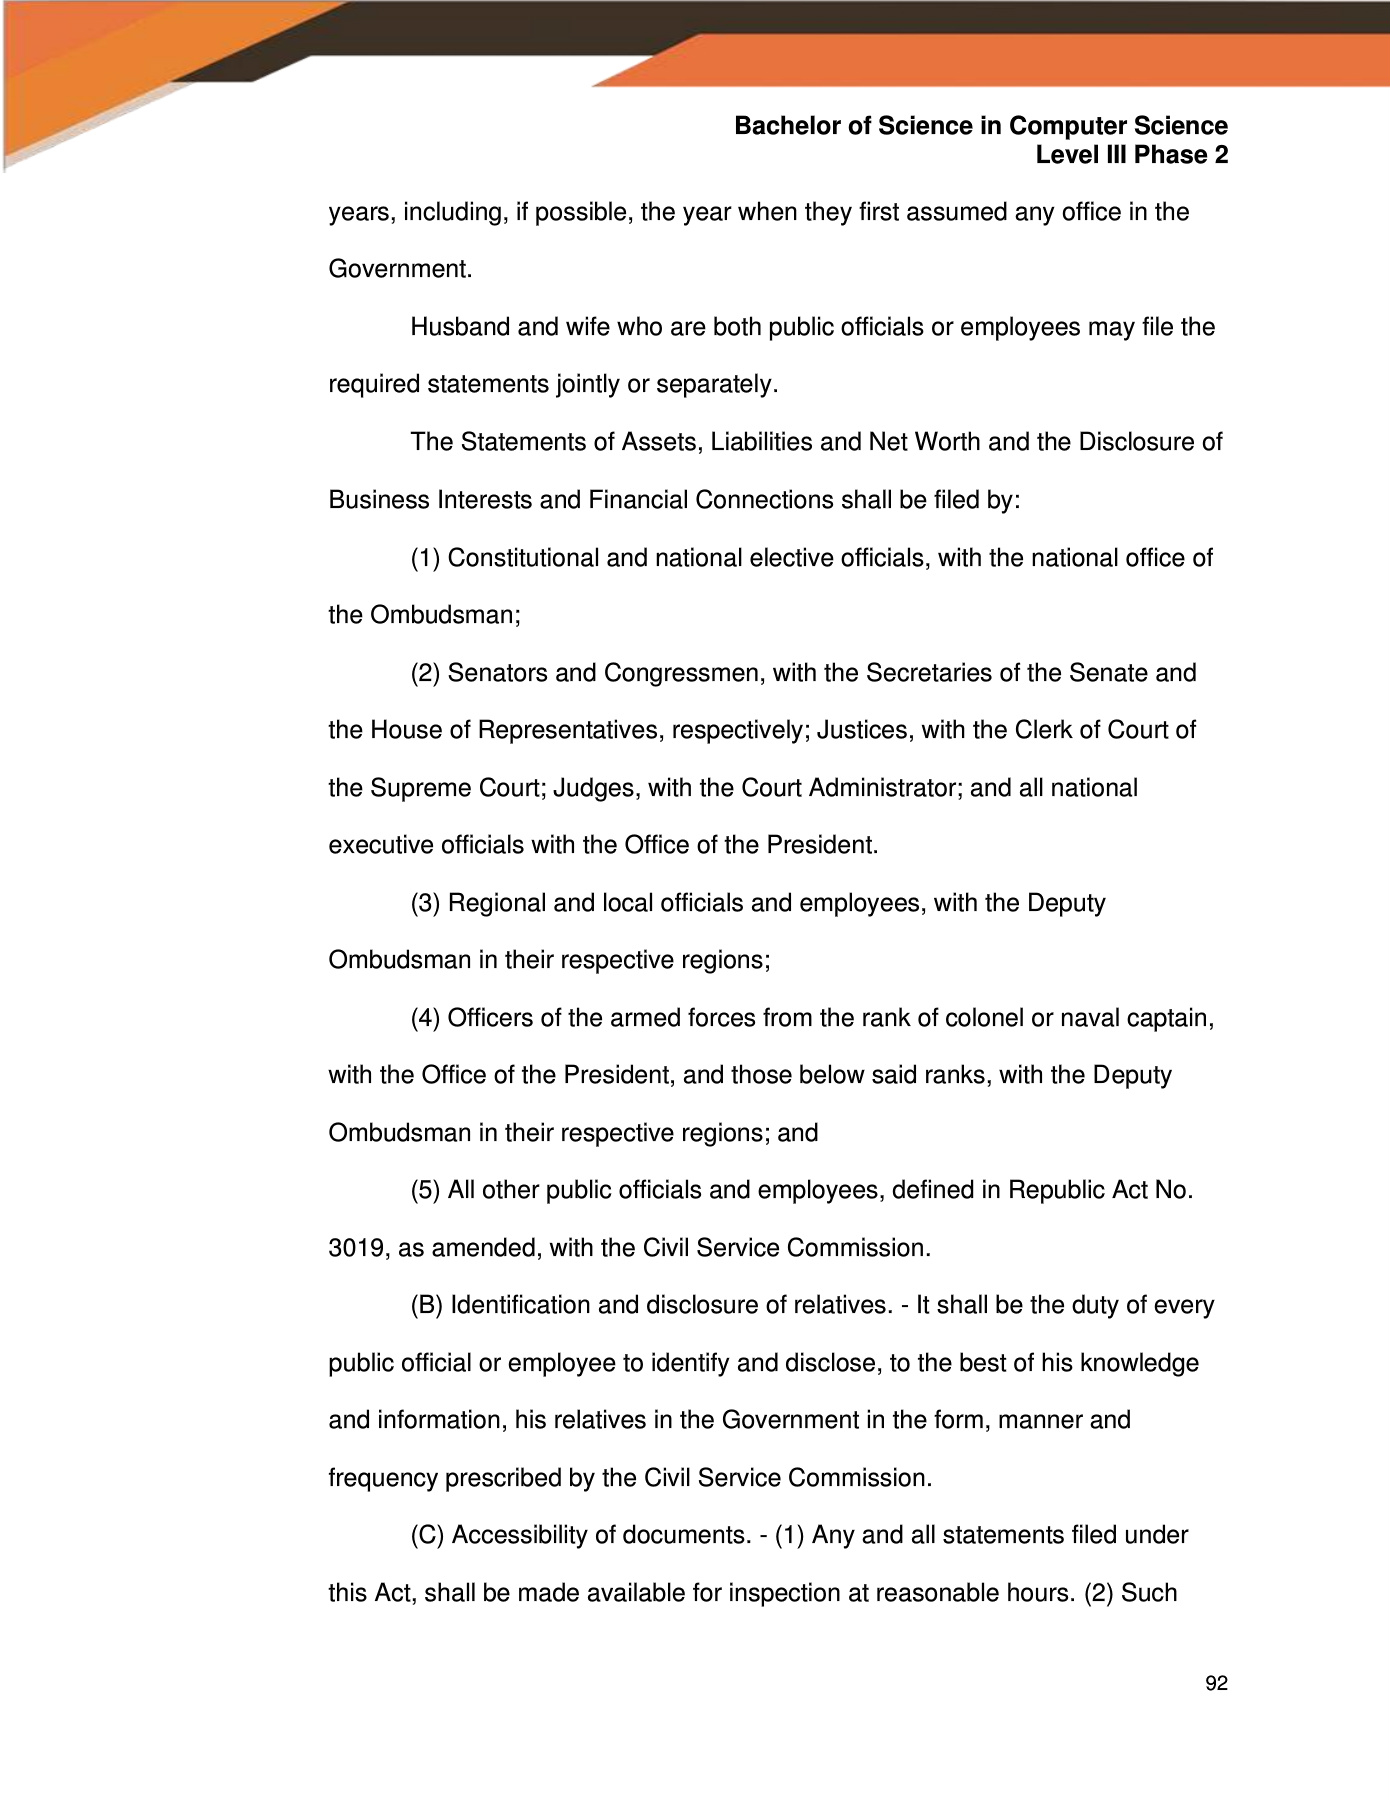 Bachelor of Science in Computer Science
Level III Phase 2
years, including, if possible, the year when they first assumed any office in the
Government.
Husband and wife who are both public officials or employees may file the
required statements jointly or separately.
The Statements of Assets, Liabilities and Net Worth and the Disclosure of
Business Interests and Financial Connections shall be filed by:
(1) Constitutional and national elective officials, with the national office of
the Ombudsman;
(2) Senators and Congressmen, with the Secretaries of the Senate and
the House of Representatives, respectively; Justices, with the Clerk of Court of
the Supreme Court; Judges, with the Court Administrator; and all national
executive officials with the Office of the President.
(3) Regional and local officials and employees, with the Deputy
Ombudsman in their respective regions;
(4) Officers of the armed forces from the rank of colonel or naval captain,
with the Office of the President, and those below said ranks, with the Deputy
Ombudsman in their respective regions; and
(5) All other public officials and employees, defined in Republic Act No.
3019, as amended, with the Civil Service Commission.
(B) Identification and disclosure of relatives. - It shall be the duty of every
public official or employee to identify and disclose, to the best of his knowledge
and information, his relatives in the Government in the form, manner and
frequency prescribed by the Civil Service Commission.
(C) Accessibility of documents. - (1) Any and all statements filed under
this Act, shall be made available for inspection at reasonable hours. (2) Such
92